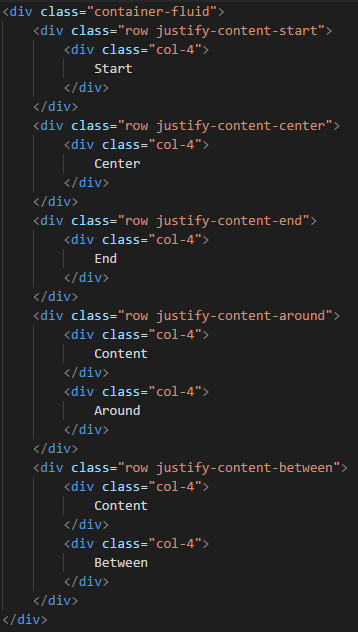 <div class="container-fluid">
    <div class="row justify-content-start">
        <div class="col-4">
            Start
        </div>
    </div>
    <div class="row justify-content-center">
        <div class="col-4">
            Center
        </div>
    </div>
    <div class="row justify-content-end">
        <div class="col-4">
            End
        </div>
    </div>
    <div class="row justify-content-around">
        <div class="col-4">
            Content
        </div>
        <div class="col-4">
            Around
        </div>
    </div>
    <div class="row justify-content-between">
        <div class="col-4">
            Content
        </div>
        <div class="col-4">
            Between
        </div>
    </div>
</div>